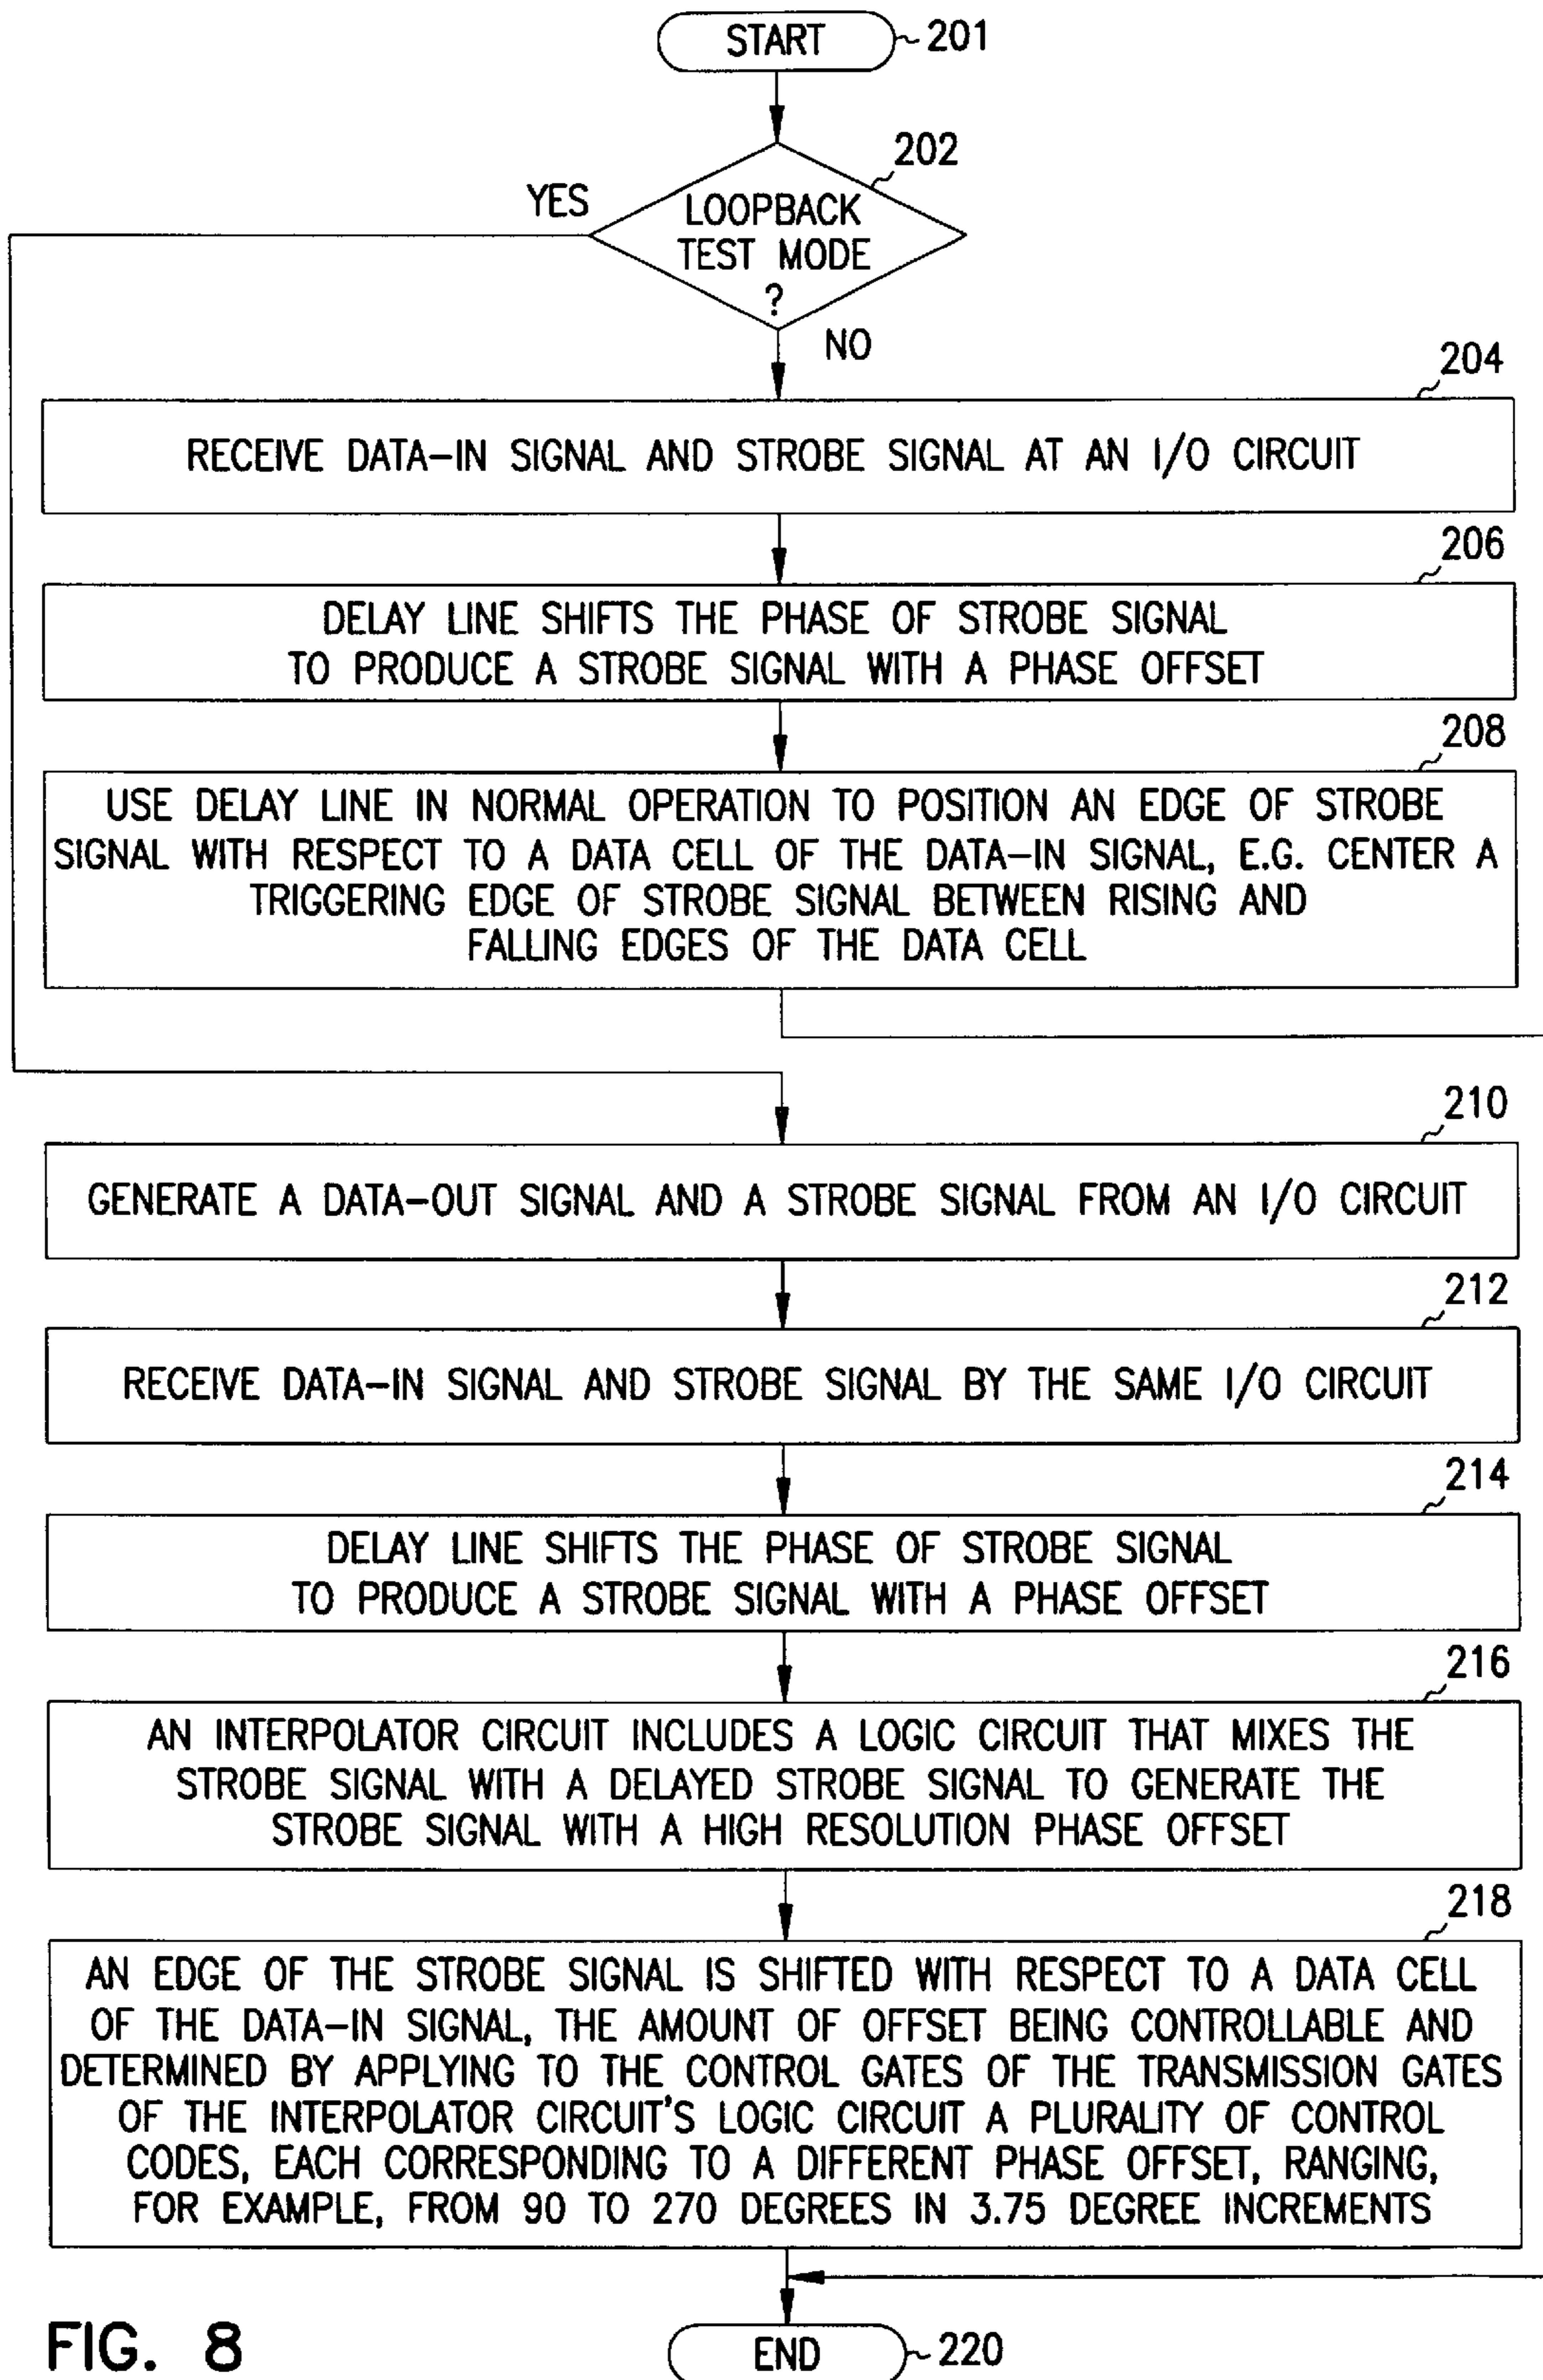 START
201
202
YES
LOOPBACK
TEST MODE
?
NO
204
RECEIVE DATA-IN SIGNAL AND STROBE SIGNAL AT AN I/O CIRCUIT
206
DELAY LINE SHIFTS THE PHASE OF STROBE SIGNAL
TO PRODUCE A STROBE SIGNAL WITH A PHASE OFFSET
208
USE DELAY LINE IN NORMAL OPERATION TO POSITION AN EDGE OF STROBE
SIGNAL WITH RESPECT TO A DATA CELL OF THE DATA-IN SIGNAL, E.G. CENTER A
TRIGGERING EDGE OF STROBE SIGNAL BETWEEN RISING AND
FALLING EDGES OF THE DATA CELL
210
GENERATE A DATA-OUT SIGNAL AND A STROBE SIGNAL FROM AN I/O CIRCUIT
212
RECEIVE DATA-IN SIGNAL AND STROBE SIGNAL BY THE SAME I/O CIRCUIT
214
DELAY LINE SHIFTS THE PHASE OF STROBE SIGNAL
TO PRODUCE A STROBE SIGNAL WITH A PHASE OFFSET
216
AN INTERPOLATOR CIRCUIT INCLUDES A LOGIC CIRCUIT THAT MIXES THE
STROBE SIGNAL WITH A DELAYED STROBE SIGNAL TO GENERATE THE
STROBE SIGNAL WITH A HIGH RESOLUTION PHASE OFFSET
218
AN EDGE OF THE STROBE SIGNAL IS SHIFTED WITH RESPECT TO A DATA CELL
OF THE DATA-IN SIGNAL, THE AMOUNT OF OFFSET BEING CONTROLLABLE AND
DETERMINED BY APPLYING TO THE CONTROL GATES OF THE TRANSMISSION GATES
OF THE INTERPOLATOR CIRCUIT'S LOGIC CIRCUIT A PLURALITY OF CONTROL
CODES, EACH CORRESPONDING TO A DIFFERENT PHASE OFFSET, RANGING,
FOR EXAMPLE, FROM 90 TO 270 DEGREES IN 3.75 DEGREE INCREMENTS
END
220
FIG. 8